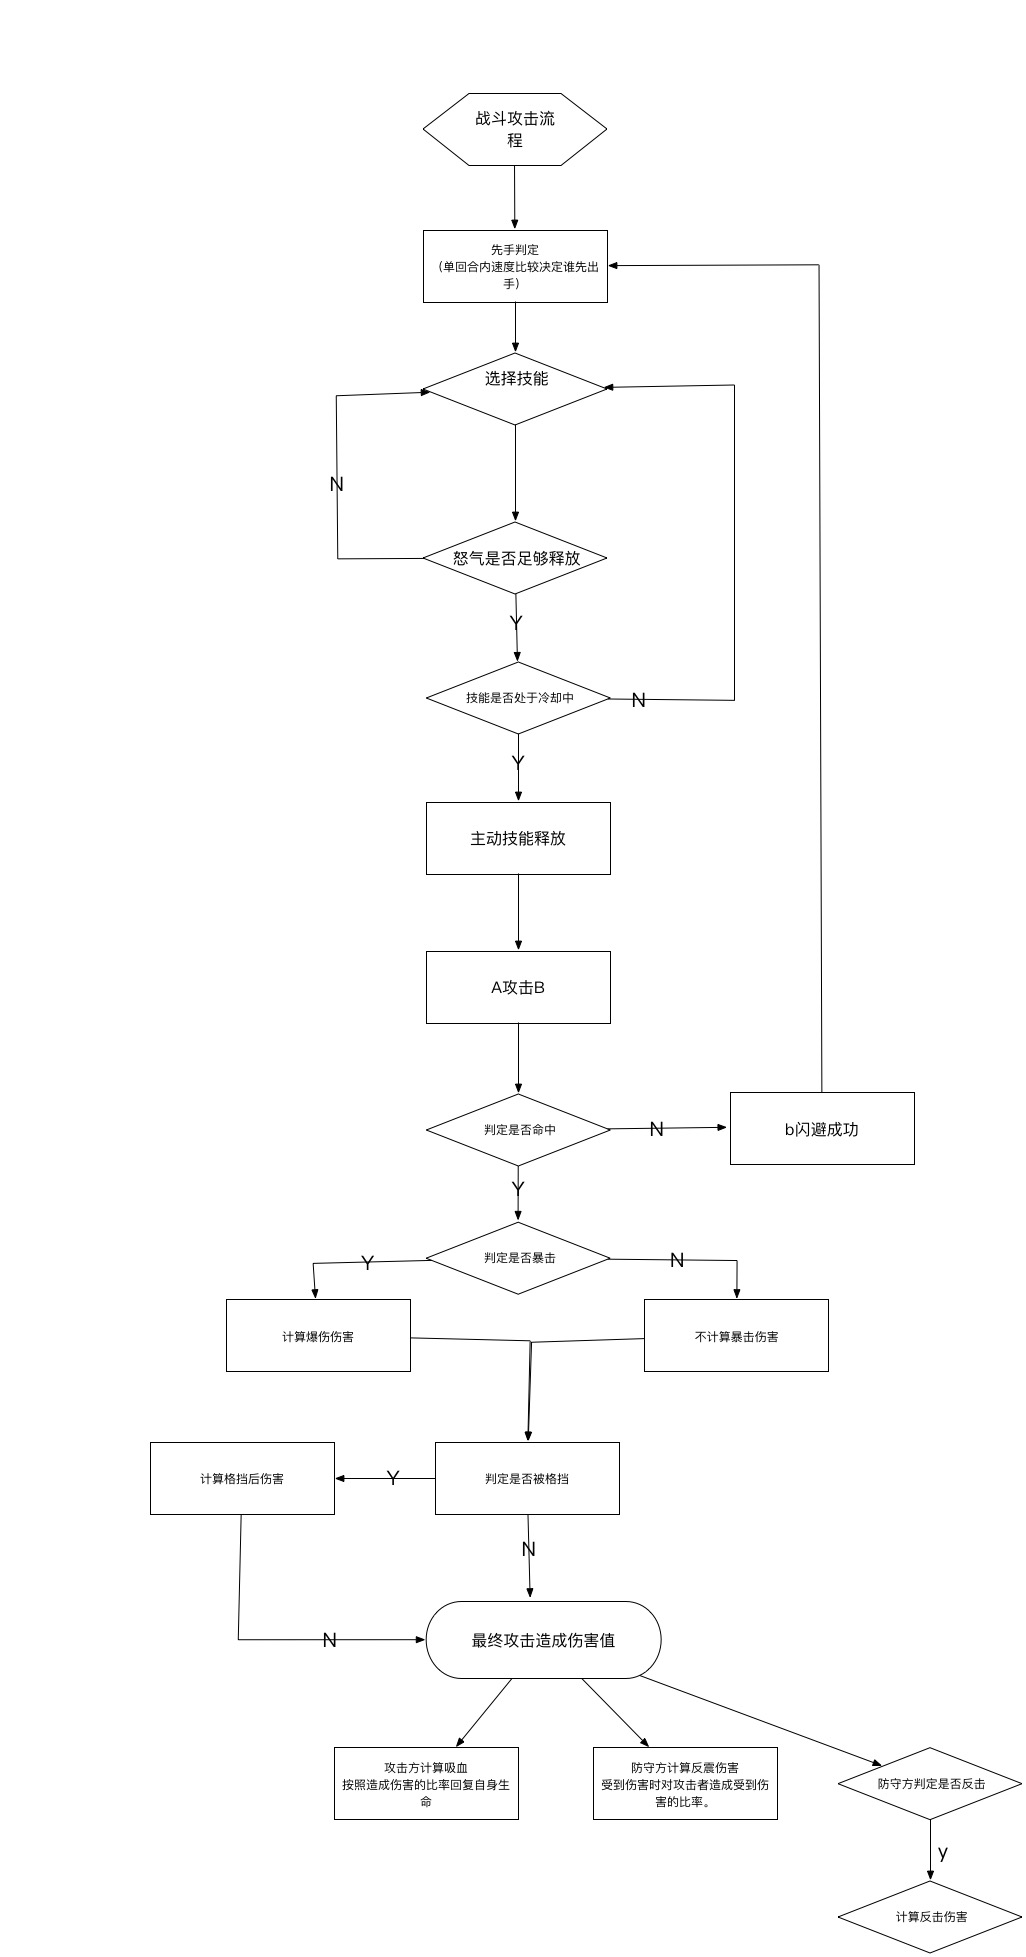 战斗攻击流
程
先手判定
（单回合内速度比较决定谁先出
手）
选择技能
N
怒气是否足够释放
Y
技能是否处于冷却中
N
Y
主动技能释放
A攻击B
判定是否命中
N
b闪避成功
Y
判定是否暴击
Y
N
计算爆伤伤害
不计算暴击伤害
计算格挡后伤害
Y
判定是否被格挡
N
最终攻击造成伤害值
N
攻击方计算吸血
按照造成伤害的比率回复自身生
命
防守方计算反震伤害
受到伤害时对攻击者造成受到伤
害的比率。
防守方判定是否反击
y
计算反击伤害